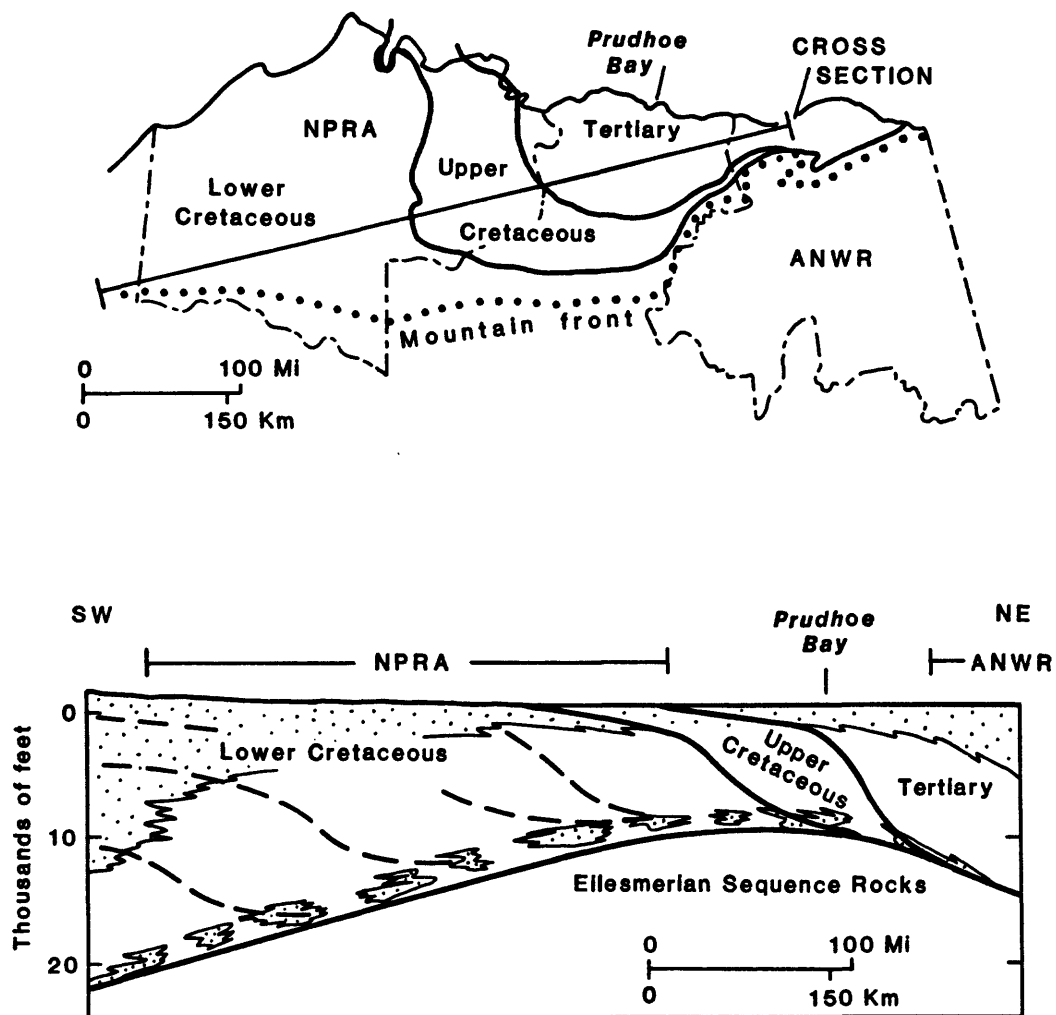 Prudhoe
Bay
CROSS
SECTION
NPRA
Tertiary
Upper
Lower
Cretaceous
Cretaceous
ANWR
Mountain front
0 100 Mi
0 150 Km
SW
NE
Prudhoe
Bay
NPRA
ANWR
0
Lower Cretaceous
Upper
Cretaceous
Tertiary
Thousands of feet
10
Ellesmerian Sequence Rocks
20
0 100 Mi
0 150 Km